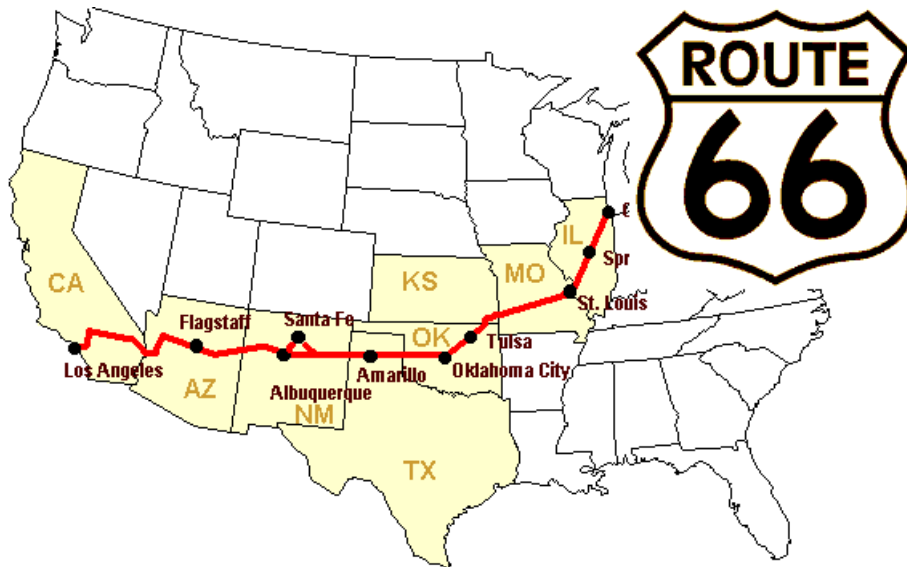 ROUTE
66
IL
Spr
MO
KS
CA
St. Louis
Santa Fe
Flagstaff
OK
Tulsa
Los Angeles
Amarillo
Oklahoma City
AZ
Albuquerque
NM
TX